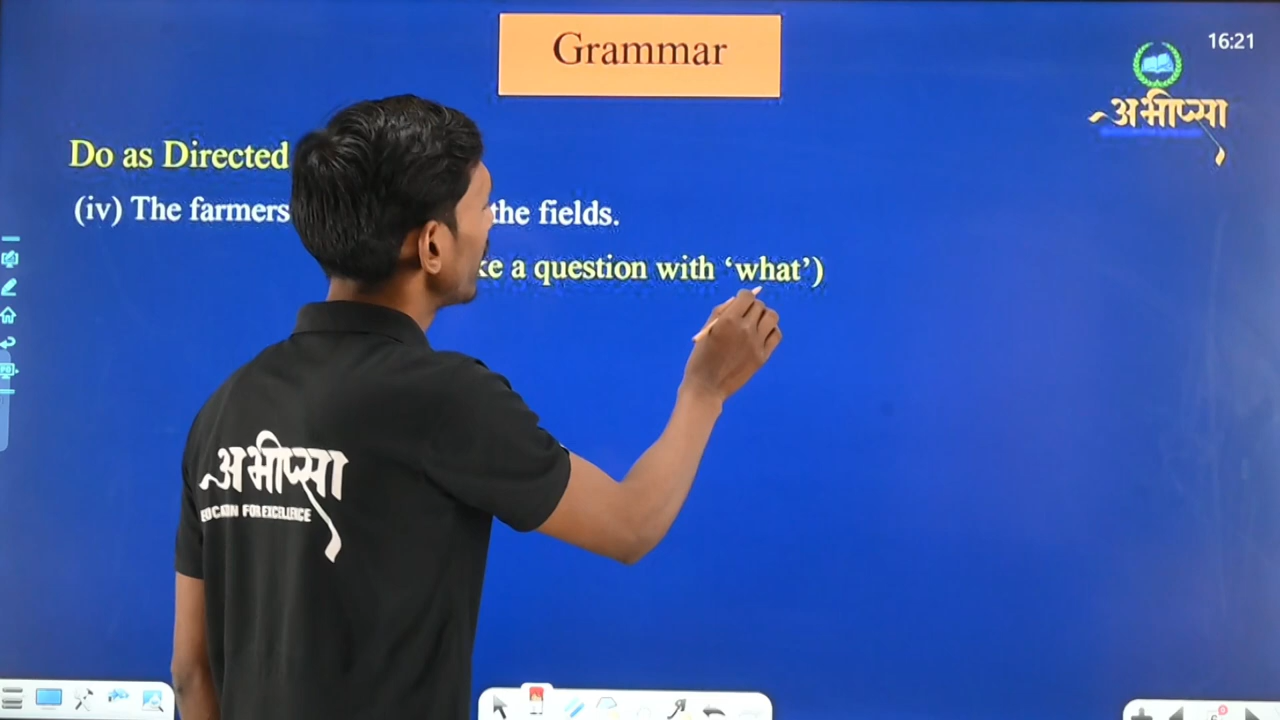 Grammar
16:21
अभीप्सा
Do as Directed
(iv) The farmers the fields.
a question with ‘what’)
अभीप्सा
EDUCATION FOR EXCELLENCE